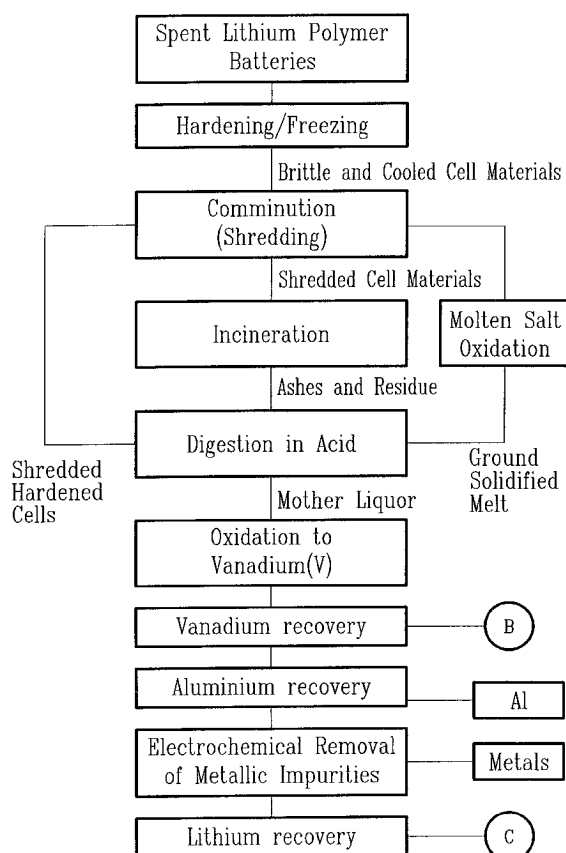 Spent Lithium Polymer
Batteries
Hardening/Freezing
Brittle and Cooled Cell Materials
Comminution
(Shredding)
Shredded Cell Materials
Incineration
Molten Salt
Oxidation
Ashes and Residue
Digestion in Acid
Shredded
Hardened
Cells
Ground
Solidified
Melt
Mother Liquor
Oxidation to
Vanadium(V)
Vanadium recovery
B
Aluminium recovery
Al
Electrochemical Removal
of Metallic Impurities
Metals
Lithium recovery
C